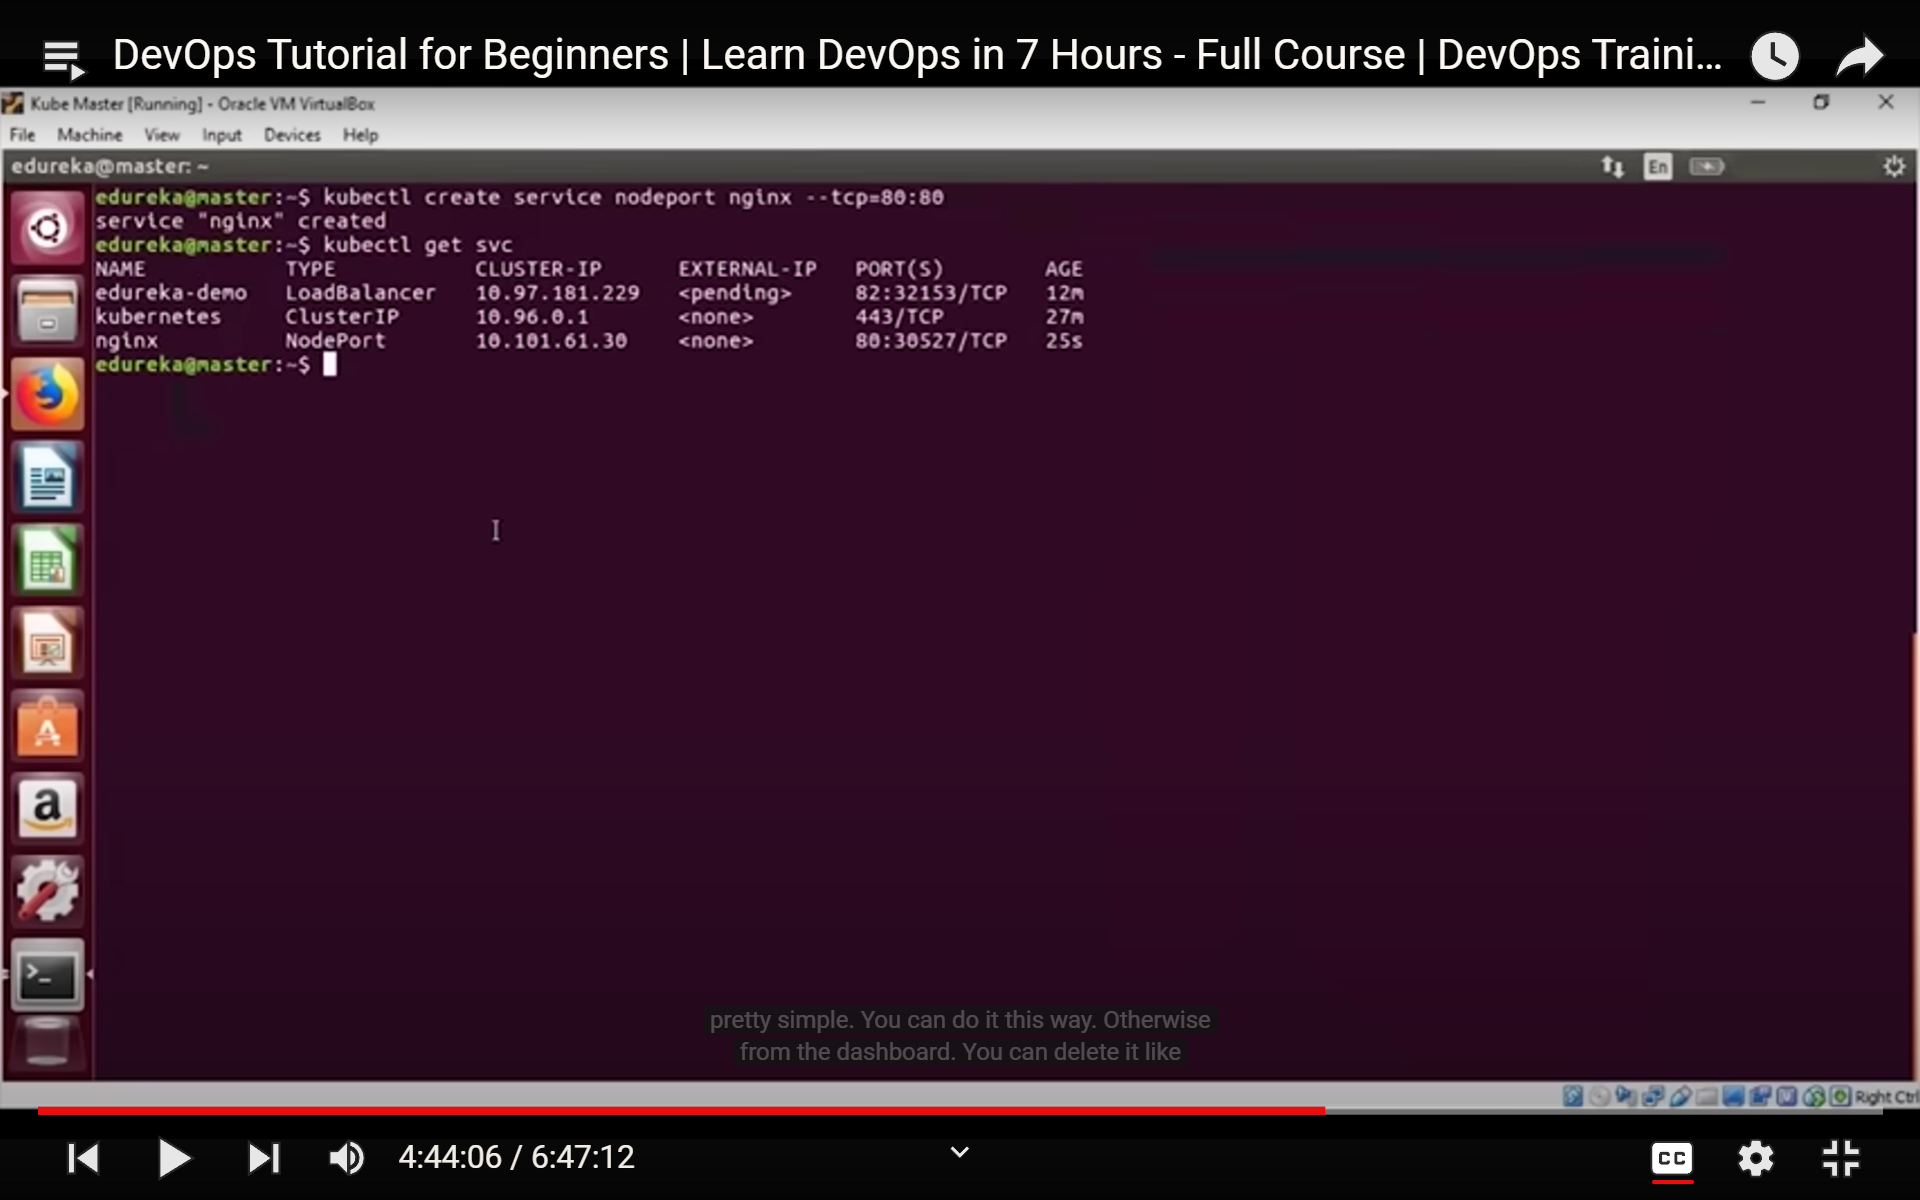 DevOps Tutorial for Beginners | Learn DevOps in 7 Hours - Full Course | DevOps Traini...
Kube Master [Running] - Oracle VM VirtualBox
File Machine View Input Devices Help
edureka@master: ~
En
edureka@master:~$ kubectl create service nodeport nginx --tcp=80:80
service "nginx" created
edureka@master:~$ kubectl get svc
NAME TYPE CLUSTER-IP EXTERNAL-IP PORT(S) AGE
edureka-demo LoadBalancer 10.97.181.229 <pending> 82:32153/TCP 12m
kubernetes ClusterIP 10.96.0.1 <none> 443/TCP 27m
nginx NodePort 10.101.61.30 <none> 80:30527/TCP 25s
edureka@master:~$
pretty simple. You can do it this way. Otherwise
from the dashboard. You can delete it like
Right Ctrl
4:44:06 / 6:47:12
CC